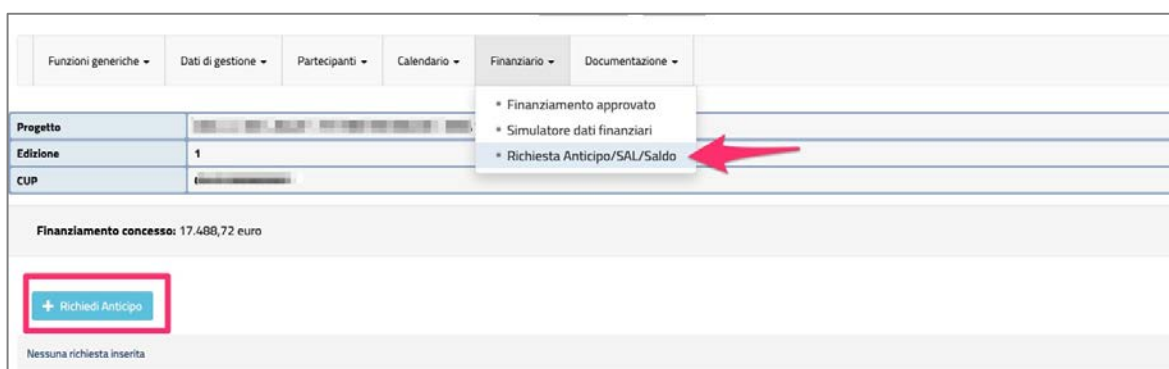 Funzioni generiche Dati di gestione Partecipanti Calendario Finanziario Documentazione
Finanziamento approvato
Simulatore dati finanziari
Richiesta Anticipo/SAL/Saldo
Progetto
Edizione 1
CUP
Finanziamento concesso: 17.488,72 euro
+ Richiedi Anticipo
Nessuna richiesta inserita